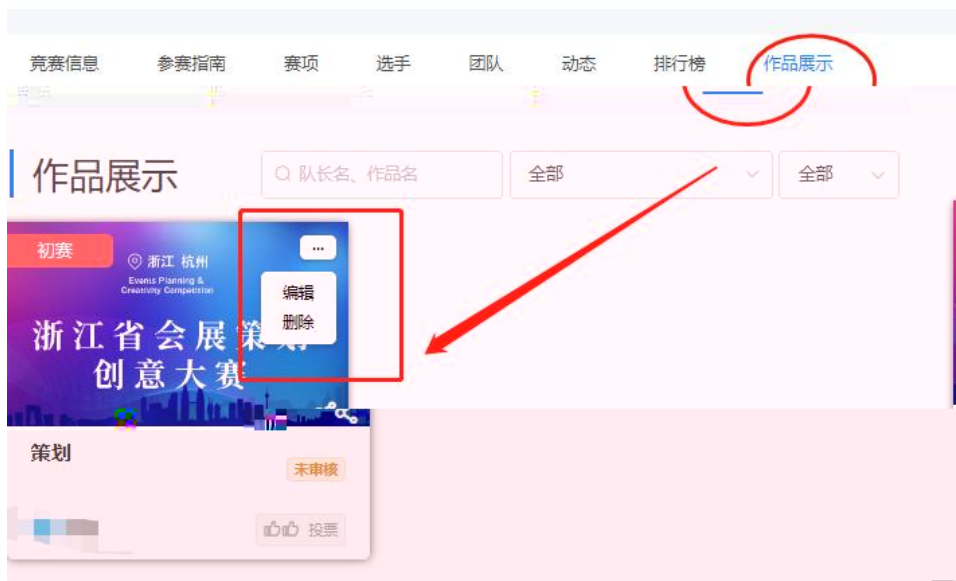 竞赛信息 参赛指南 赛项 选手 团队 动态 排行榜 作品展示
作品展示 队长名、作品名 全部 全部
初赛 ...
浙江 杭州
Events Planning &
Creativity Competition
编辑
删除
浙江省会展策划
创意大赛
策划
未审核
投票